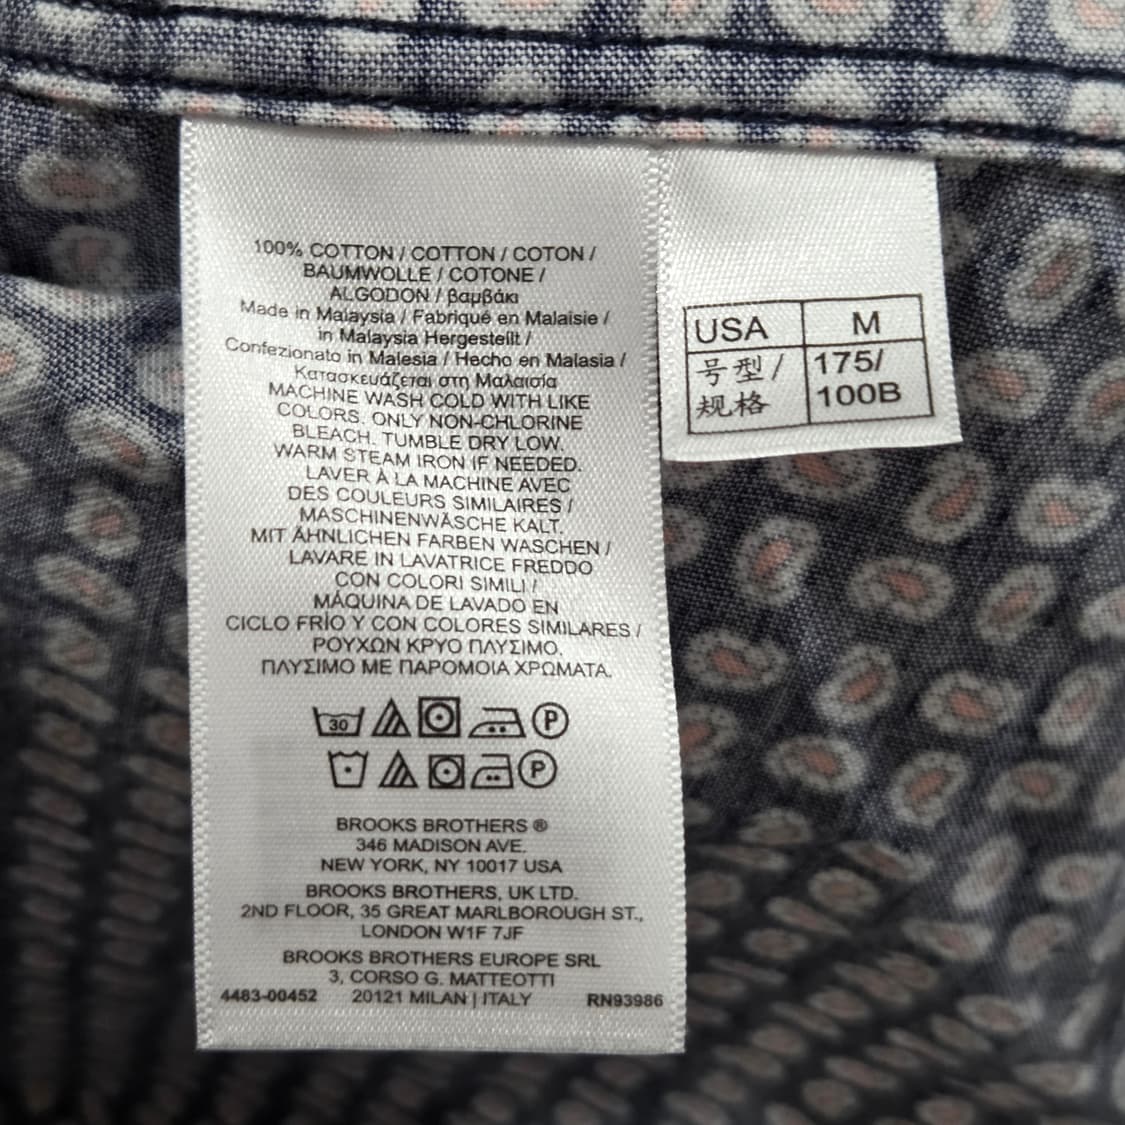 100% COTTON / COTTON / COTON /
BAUMWOLLE / COTONE /
ALGODON / βαμβάκι
Made in Malaysia / Fabriqué en Malaisie /
in Malaysia Hergestellt /
Confezionato in Malesia / Hecho en Malasia /
Κατασκευάζεται στη Μαλαισία
MACHINE WASH COLD WITH LIKE
COLORS. ONLY NON-CHLORINE
BLEACH. TUMBLE DRY LOW.
WARM STEAM IRON IF NEEDED.
LAVER À LA MACHINE AVEC
DES COULEURS SIMILAIRES /
MASCHINENWÄSCHE KALT.
MIT ÄHNLICHEN FARBEN WASCHEN /
LAVARE IN LAVATRICE FREDDO
CON COLORI SIMILI /
MÁQUINA DE LAVADO EN
CICLO FRÍO Y CON COLORES SIMILARES /
ΡΟΥΧΩΝ ΚΡΥΟ ΠΛΥΣΙΜΟ.
ΠΛΥΣΙΜΟ ΜΕ ΠΑΡΟΜΟΙΑ ΧΡΩΜΑΤΑ.
30 P
P
BROOKS BROTHERS ®
346 MADISON AVE.
NEW YORK, NY 10017 USA
BROOKS BROTHERS, UK LTD.
2ND FLOOR, 35 GREAT MARLBOROUGH ST.,
LONDON W1F 7JF
BROOKS BROTHERS EUROPE SRL
3, CORSO G. MATTEOTTI
4483-00452 20121 MILAN | ITALY RN93986
USA M
号型/ 175/
规格 100B